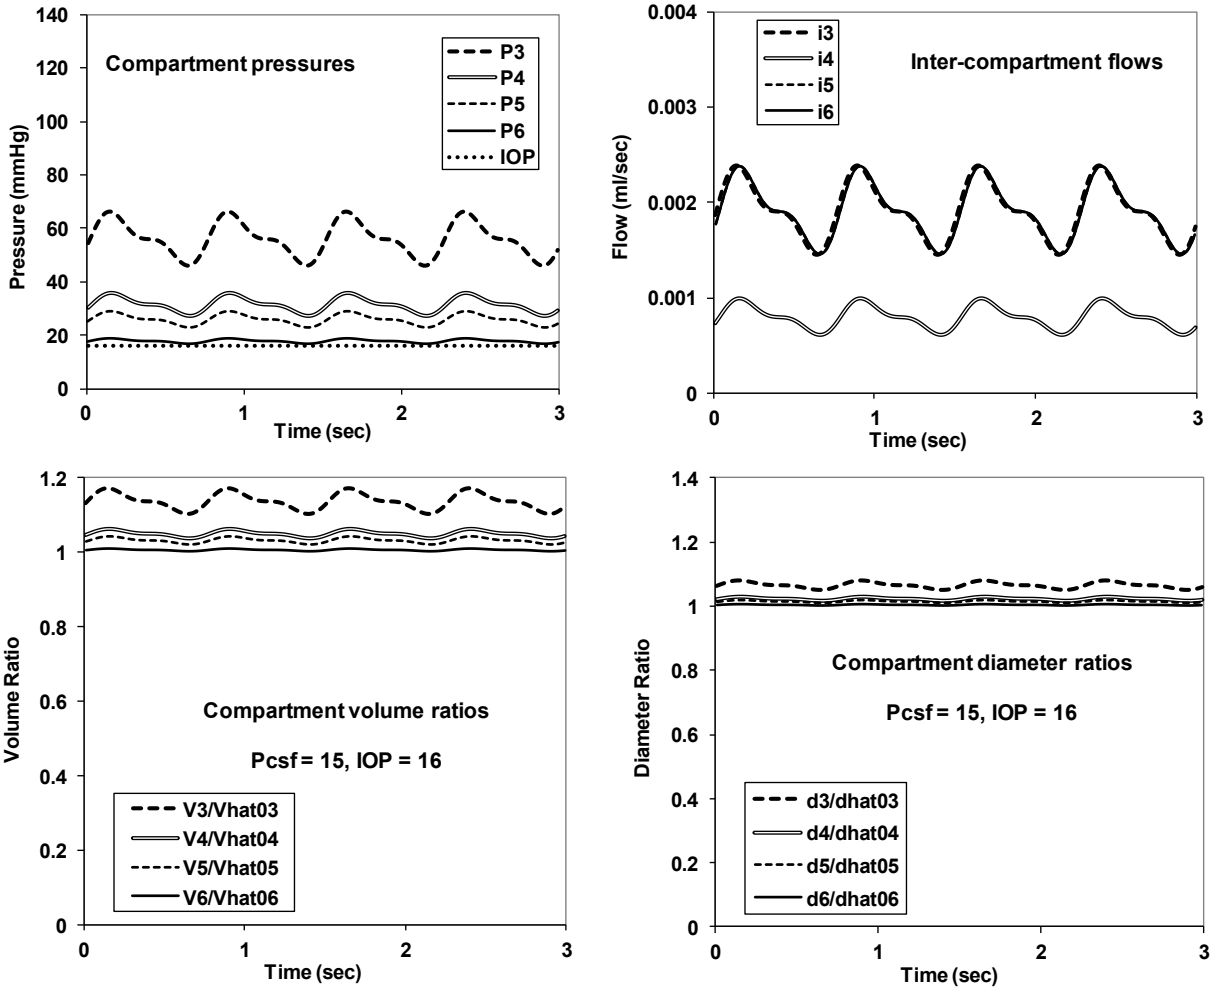 140
120
100
80
60
40
20
0
Pressure (mmHg)
Compartment pressures
P3
P4
P5
P6
IOP
0
1
2
3
Time (sec)
0.004
0.003
0.002
0.001
0
Flow (ml/sec)
i3
i4
i5
i6
Inter-compartment flows
0
1
2
3
Time (sec)
1.2
1
0.8
0.6
0.4
0.2
0
Volume Ratio
Compartment volume ratios
Pcsf = 15, IOP = 16
V3/Vhat03
V4/Vhat04
V5/Vhat05
V6/Vhat06
0
1
2
3
Time (sec)
1.4
1.2
1
0.8
0.6
0.4
0.2
0
Diameter Ratio
Compartment diameter ratios
Pcsf = 15, IOP = 16
d3/dhat03
d4/dhat04
d5/dhat05
d6/dhat06
0
1
2
3
Time (sec)